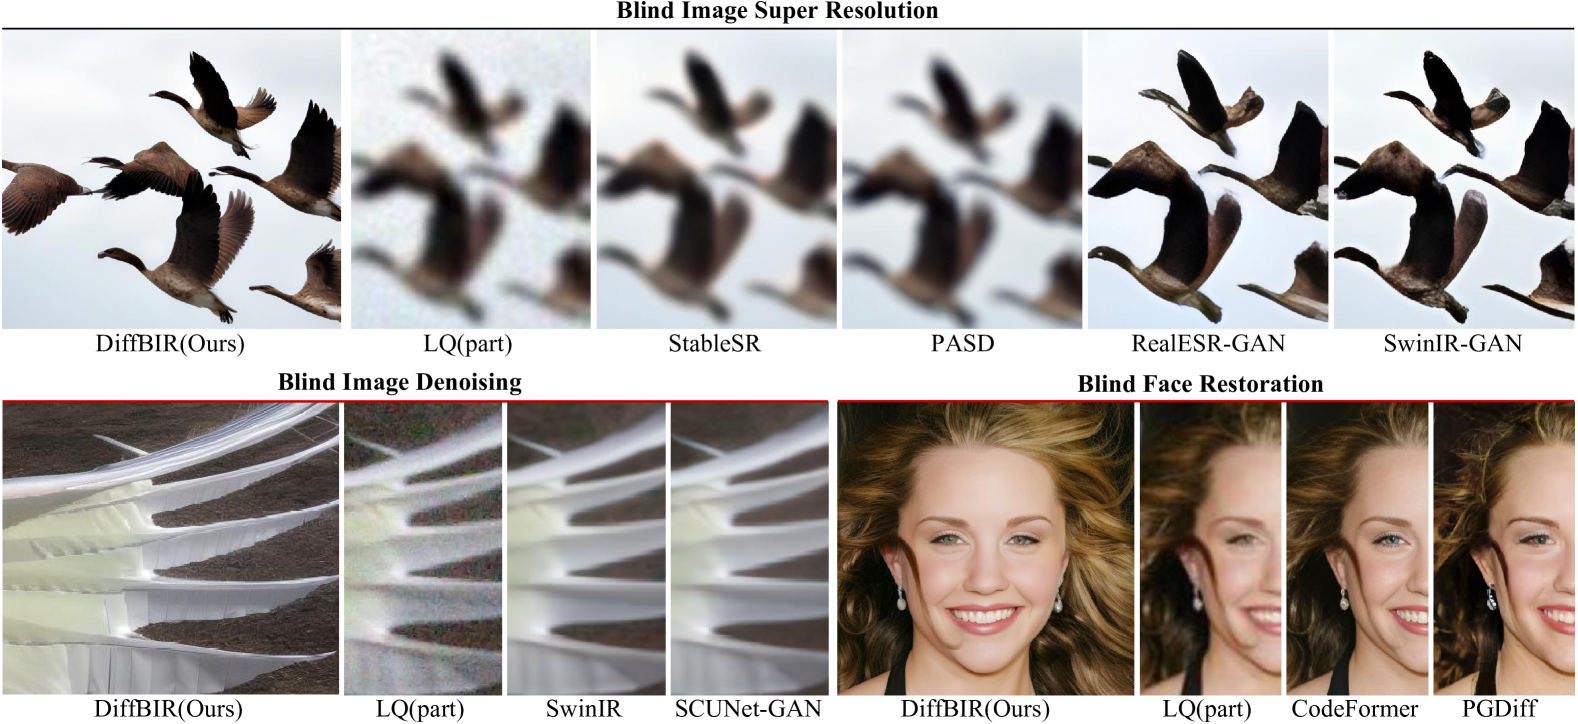 Blind Image Super Resolution
DiffBIR(Ours) LQ(part) StableSR PASD RealESR-GAN SwinIR-GAN
Blind Image Denoising
DiffBIR(Ours) LQ(part) SwinIR SCUNet-GAN
Blind Face Restoration
DiffBIR(Ours) LQ(part) CodeFormer PGDiff